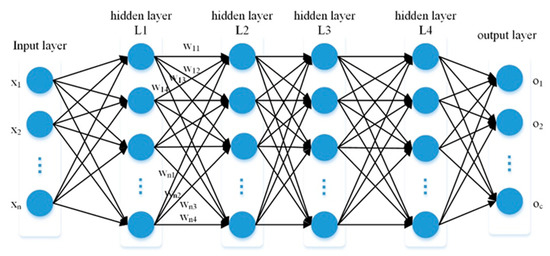 hidden layer
L1
hidden layer
L2
hidden layer
L3
hidden layer
L4
Input layer
output layer
x1
x2
xn
w11
w12
w13
w14
wn1
wn2
wn3
wn4
o1
o2
oc